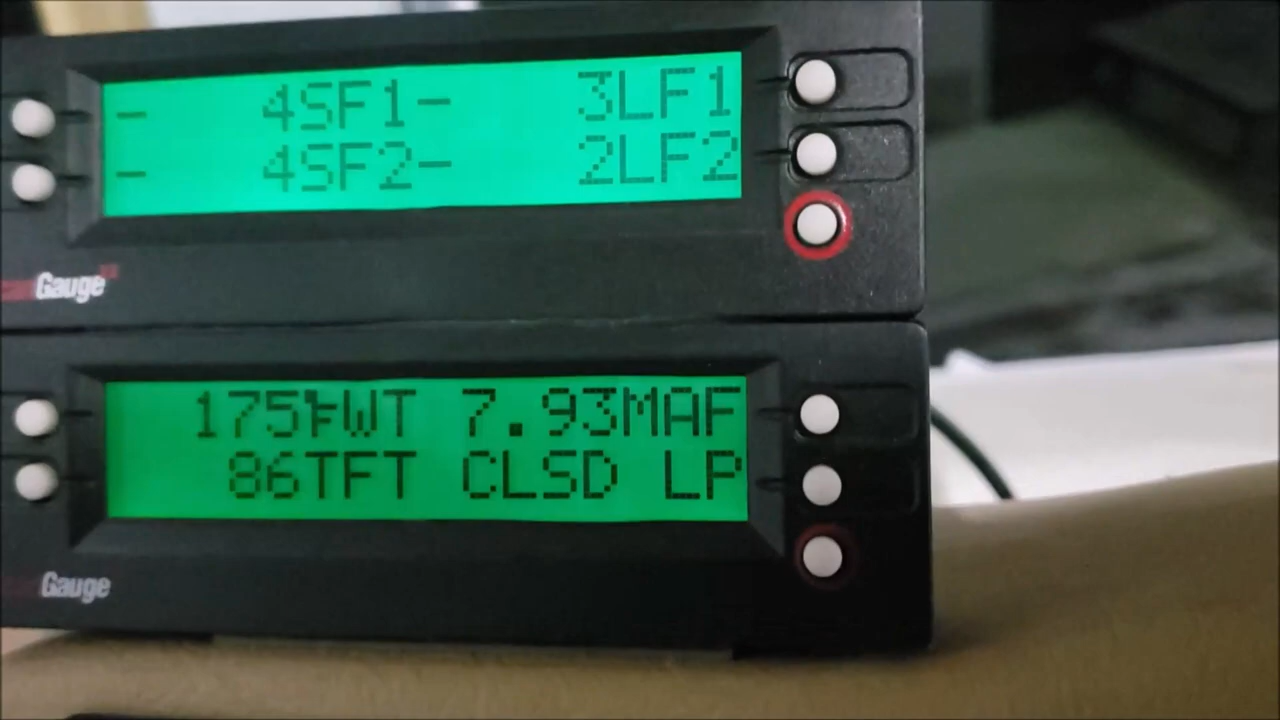 - 4SF1- 3LF1
- 4SF2- 2LF2
Gauge
175°FWT 7.93MAF
86TFT CLSD LP
Gauge